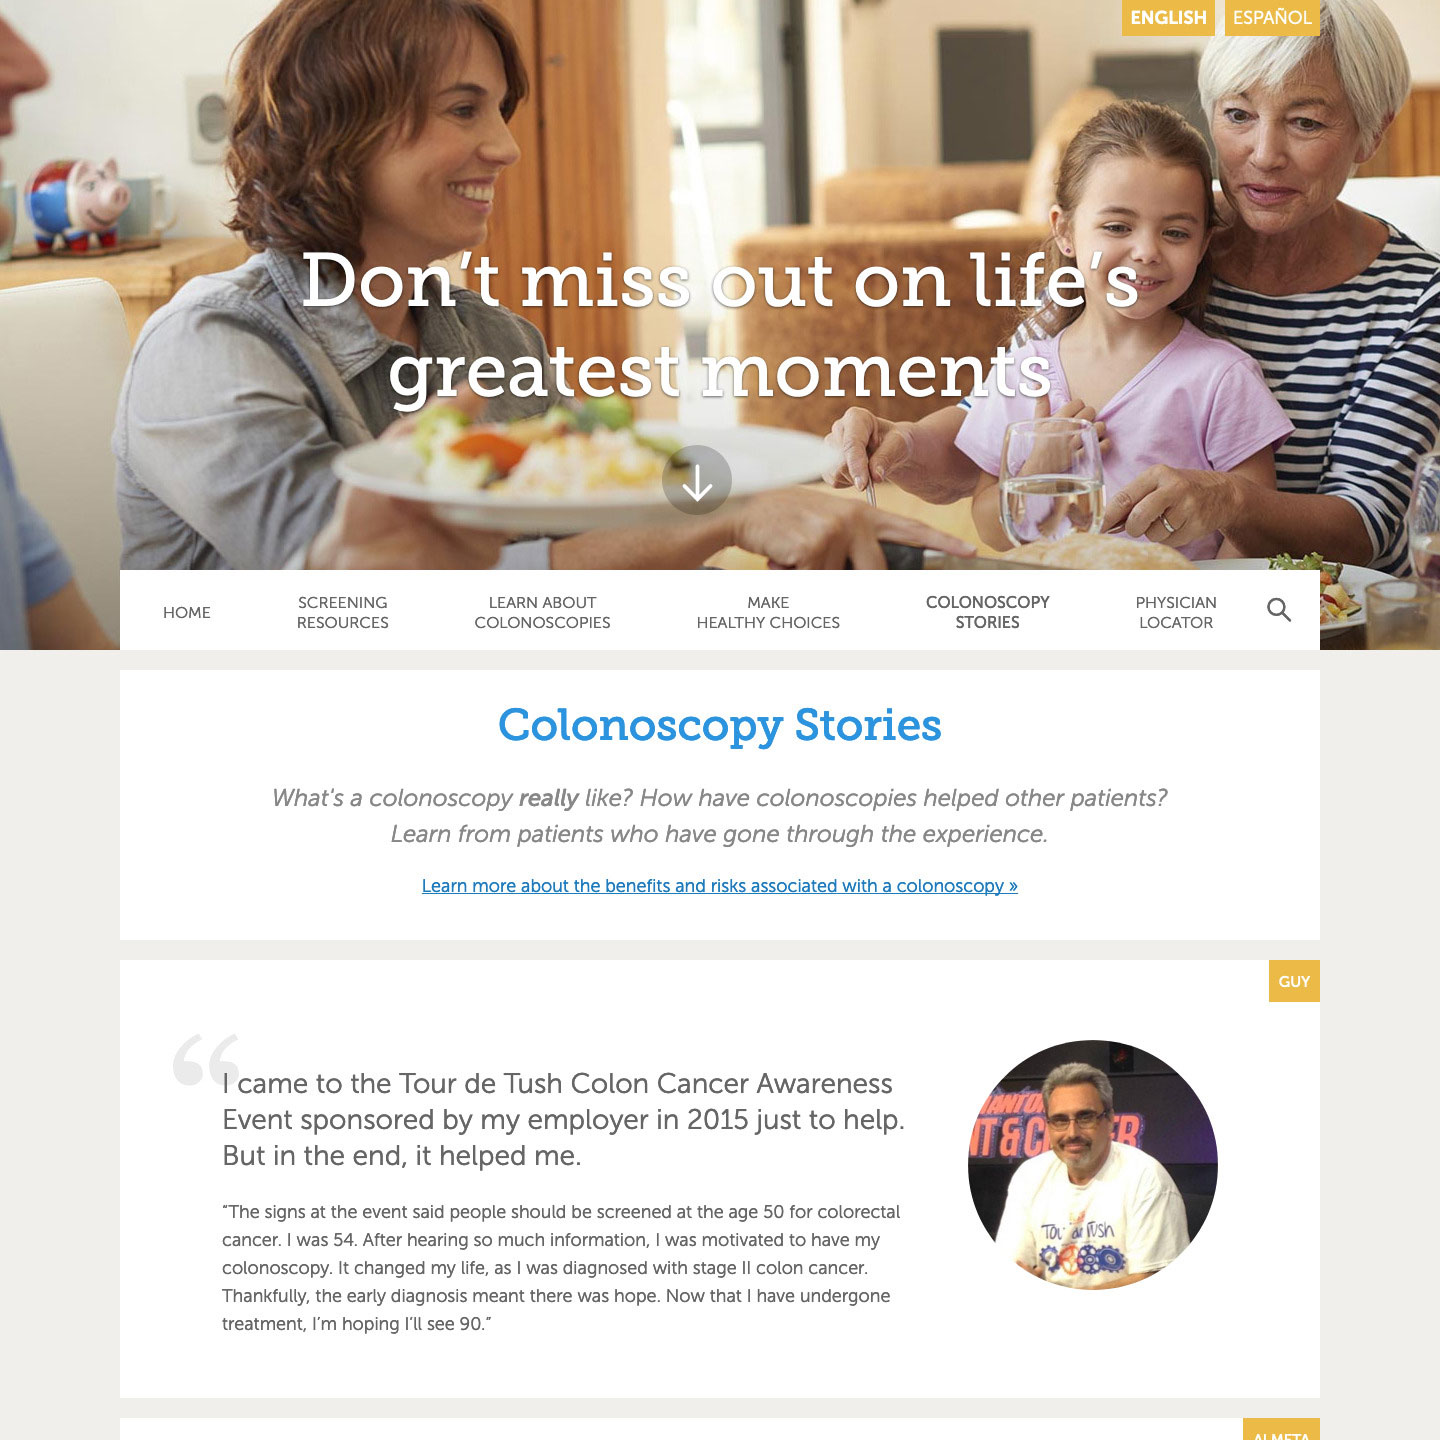 ENGLISH
ESPAÑOL
Don’t miss out on life’s
greatest moments
HOME
SCREENING
RESOURCES
LEARN ABOUT
COLONOSCOPIES
MAKE
HEALTHY CHOICES
COLONOSCOPY
STORIES
PHYSICIAN
LOCATOR
Colonoscopy Stories
What's a colonoscopy really like? How have colonoscopies helped other patients?
Learn from patients who have gone through the experience.
Learn more about the benefits and risks associated with a colonoscopy »
GUY
“
I came to the Tour de Tush Colon Cancer Awareness
Event sponsored by my employer in 2015 just to help.
But in the end, it helped me.
“The signs at the event said people should be screened at the age 50 for colorectal
cancer. I was 54. After hearing so much information, I was motivated to have my
colonoscopy. It changed my life, as I was diagnosed with stage II colon cancer.
Thankfully, the early diagnosis meant there was hope. Now that I have undergone
treatment, I’m hoping I’ll see 90.”
Tour de Tush
ALMETA